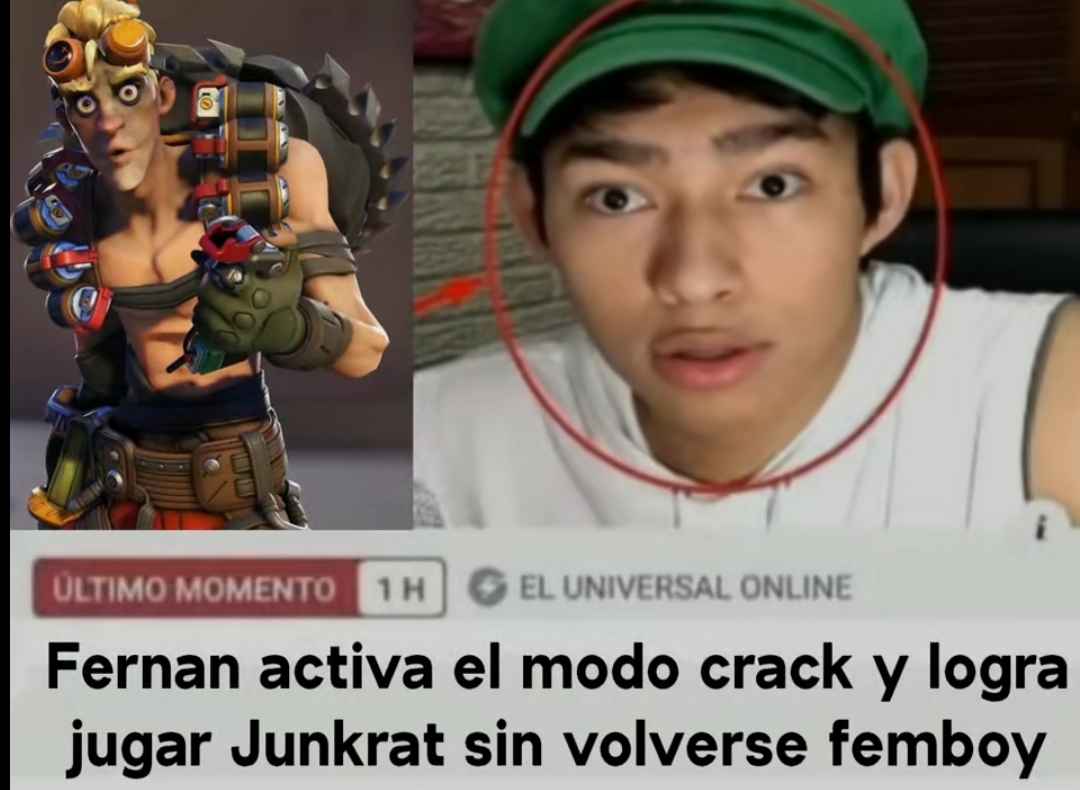 ÚLTIMO MOMENTO 1 H EL UNIVERSAL ONLINE
Fernan activa el modo crack y logra
jugar Junkrat sin volverse femboy